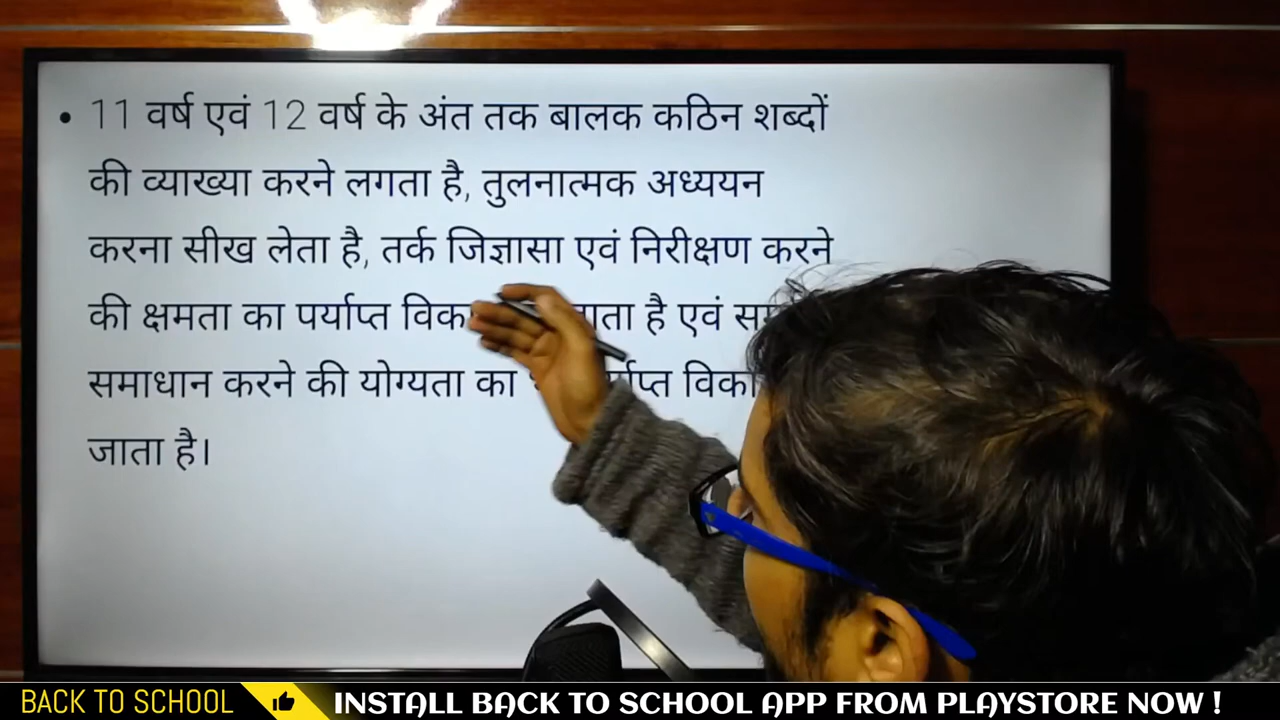 • 11 वर्ष एवं 12 वर्ष के अंत तक बालक कठिन शब्दों
की व्याख्या करने लगता है, तुलनात्मक अध्ययन
करना सीख लेता है, तर्क जिज्ञासा एवं निरीक्षण करने
की क्षमता का पर्याप्त है एवं
समाधान करने की योग्यता का
जाता है।
BACK TO SCHOOL INSTALL BACK TO SCHOOL APP FROM PLAYSTORE NOW !